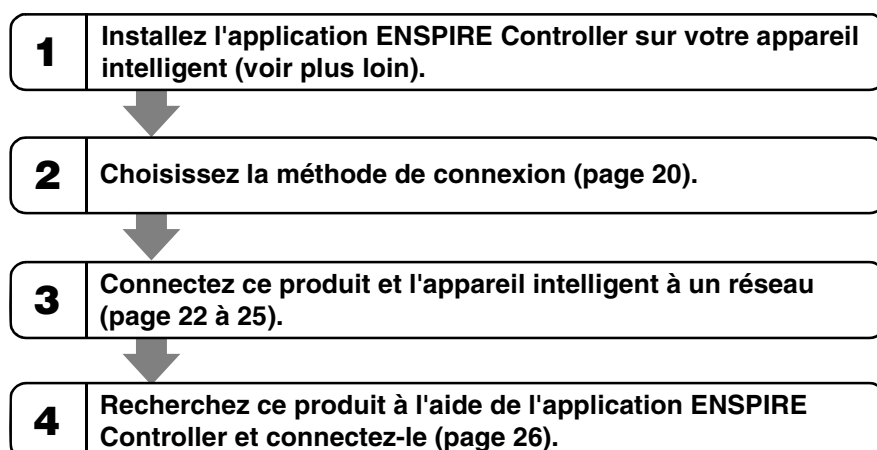 1
Installez l'application ENSPIRE Controller sur votre appareil
intelligent (voir plus loin).
2
Choisissez la méthode de connexion (page 20).
3
Connectez ce produit et l'appareil intelligent à un réseau
(page 22 à 25).
4
Recherchez ce produit à l'aide de l'application ENSPIRE
Controller et connectez-le (page 26).